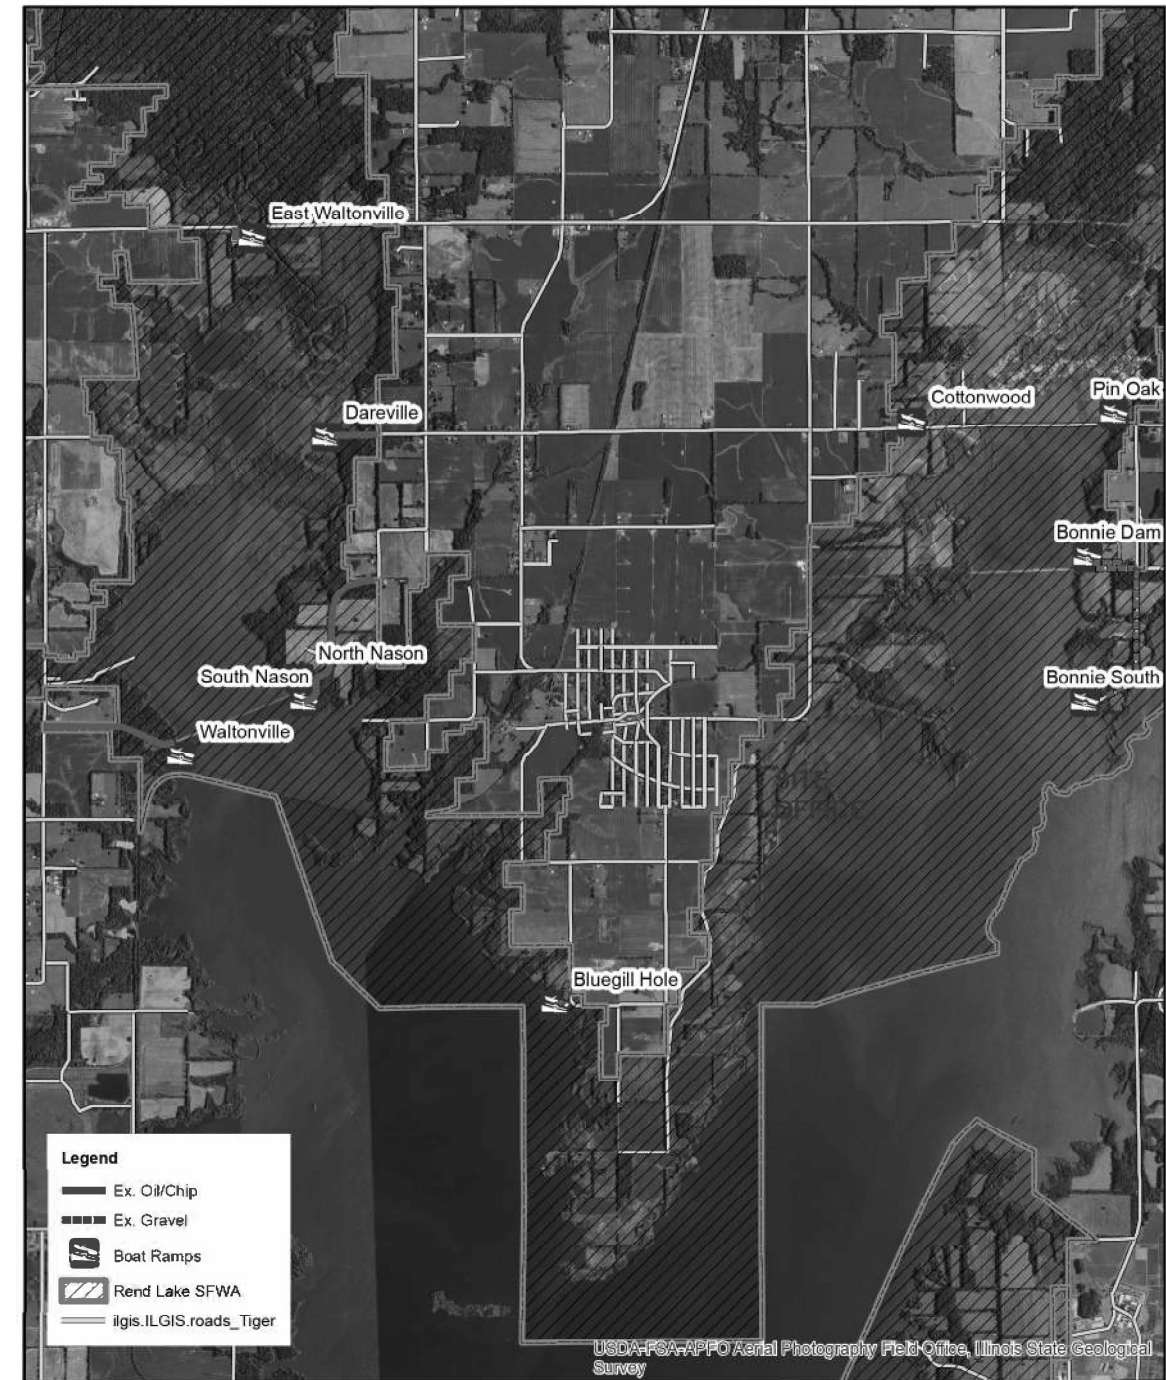 East Waltonville
Dareville
Cottonwood
Pin Oak
Bonnie Dam
North Nason
South Nason
Bonnie South
Waltonville
Bluegill Hole
Legend
Ex. Oil/Chip
Ex. Gravel
Boat Ramps
Rend Lake SFWA
ilgis.ILGIS.roads_Tiger
USDA-FSA-APFO Aerial Photography Field Office, Illinois State Geological
Survey